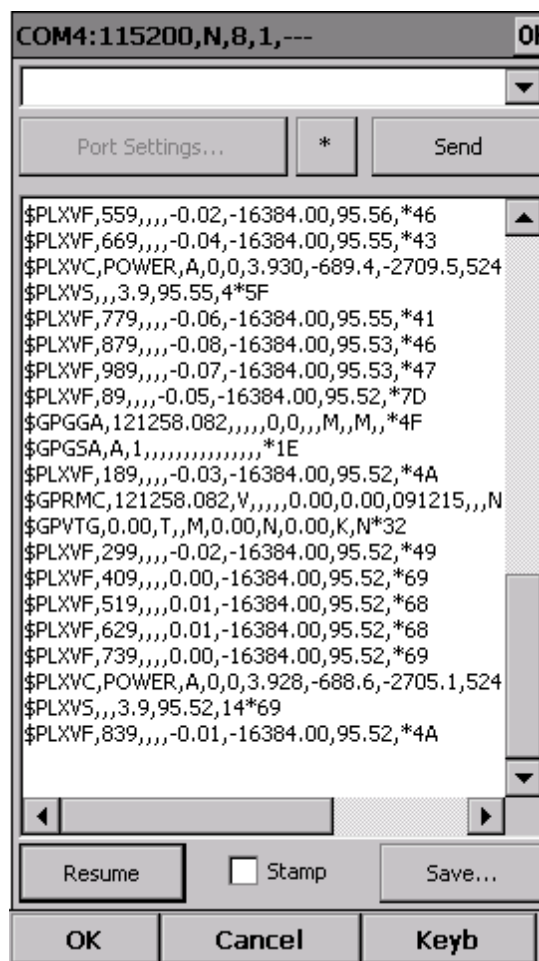 COM4:115200,N,8,1,---
Port Settings...
*
Send
$PLXVF,559,,,,-0.02,-16384.00,95.56,*46
$PLXVF,669,,,,-0.04,-16384.00,95.55,*43
$PLXVC,POWER,A,0,0,3.930,-689.4,-2709.5,524
$PLXVS,,,3.9,95.55,4*5F
$PLXVF,779,,,,-0.06,-16384.00,95.55,*41
$PLXVF,879,,,,-0.08,-16384.00,95.53,*46
$PLXVF,989,,,,-0.07,-16384.00,95.53,*47
$PLXVF,89,,,,-0.05,-16384.00,95.52,*7D
$GPGGA,121258.082,,,,,0,0,,,M,,M,,*4F
$GPGSA,A,1,,,,,,,,,,,,,,,*1E
$PLXVF,189,,,,-0.03,-16384.00,95.52,*4A
$GPRMC,121258.082,V,,,,,0.00,0.00,091215,,,N
$GPVTG,0.00,T,,M,0.00,N,0.00,K,N*32
$PLXVF,299,,,,-0.02,-16384.00,95.52,*49
$PLXVF,409,,,,0.00,-16384.00,95.52,*69
$PLXVF,519,,,,0.01,-16384.00,95.52,*68
$PLXVF,629,,,,0.01,-16384.00,95.52,*68
$PLXVF,739,,,,0.00,-16384.00,95.52,*69
$PLXVC,POWER,A,0,0,3.928,-688.6,-2705.1,524
$PLXVS,,,3.9,95.52,14*69
$PLXVF,839,,,,-0.01,-16384.00,95.52,*4A
Resume
Stamp
Save...
OK
Cancel
Keyb